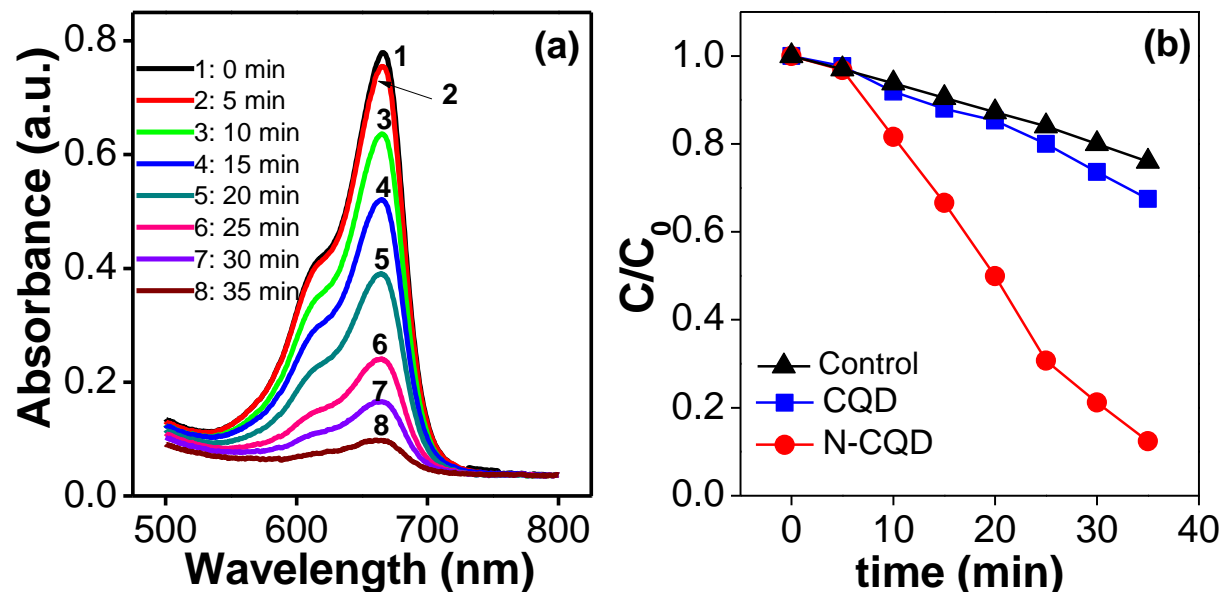 (a)
1: 0 min
2: 5 min
3: 10 min
4: 15 min
5: 20 min
6: 25 min
7: 30 min
8: 35 min
1
2
3
4
5
6
7
8
0.8
0.6
0.4
0.2
0.0
Absorbance (a.u.)
500 600 700 800
Wavelength (nm)
(b)
1.0
0.8
0.6
0.4
0.2
0.0
C/C0
Control
CQD
N-CQD
0 10 20 30 40
time (min)